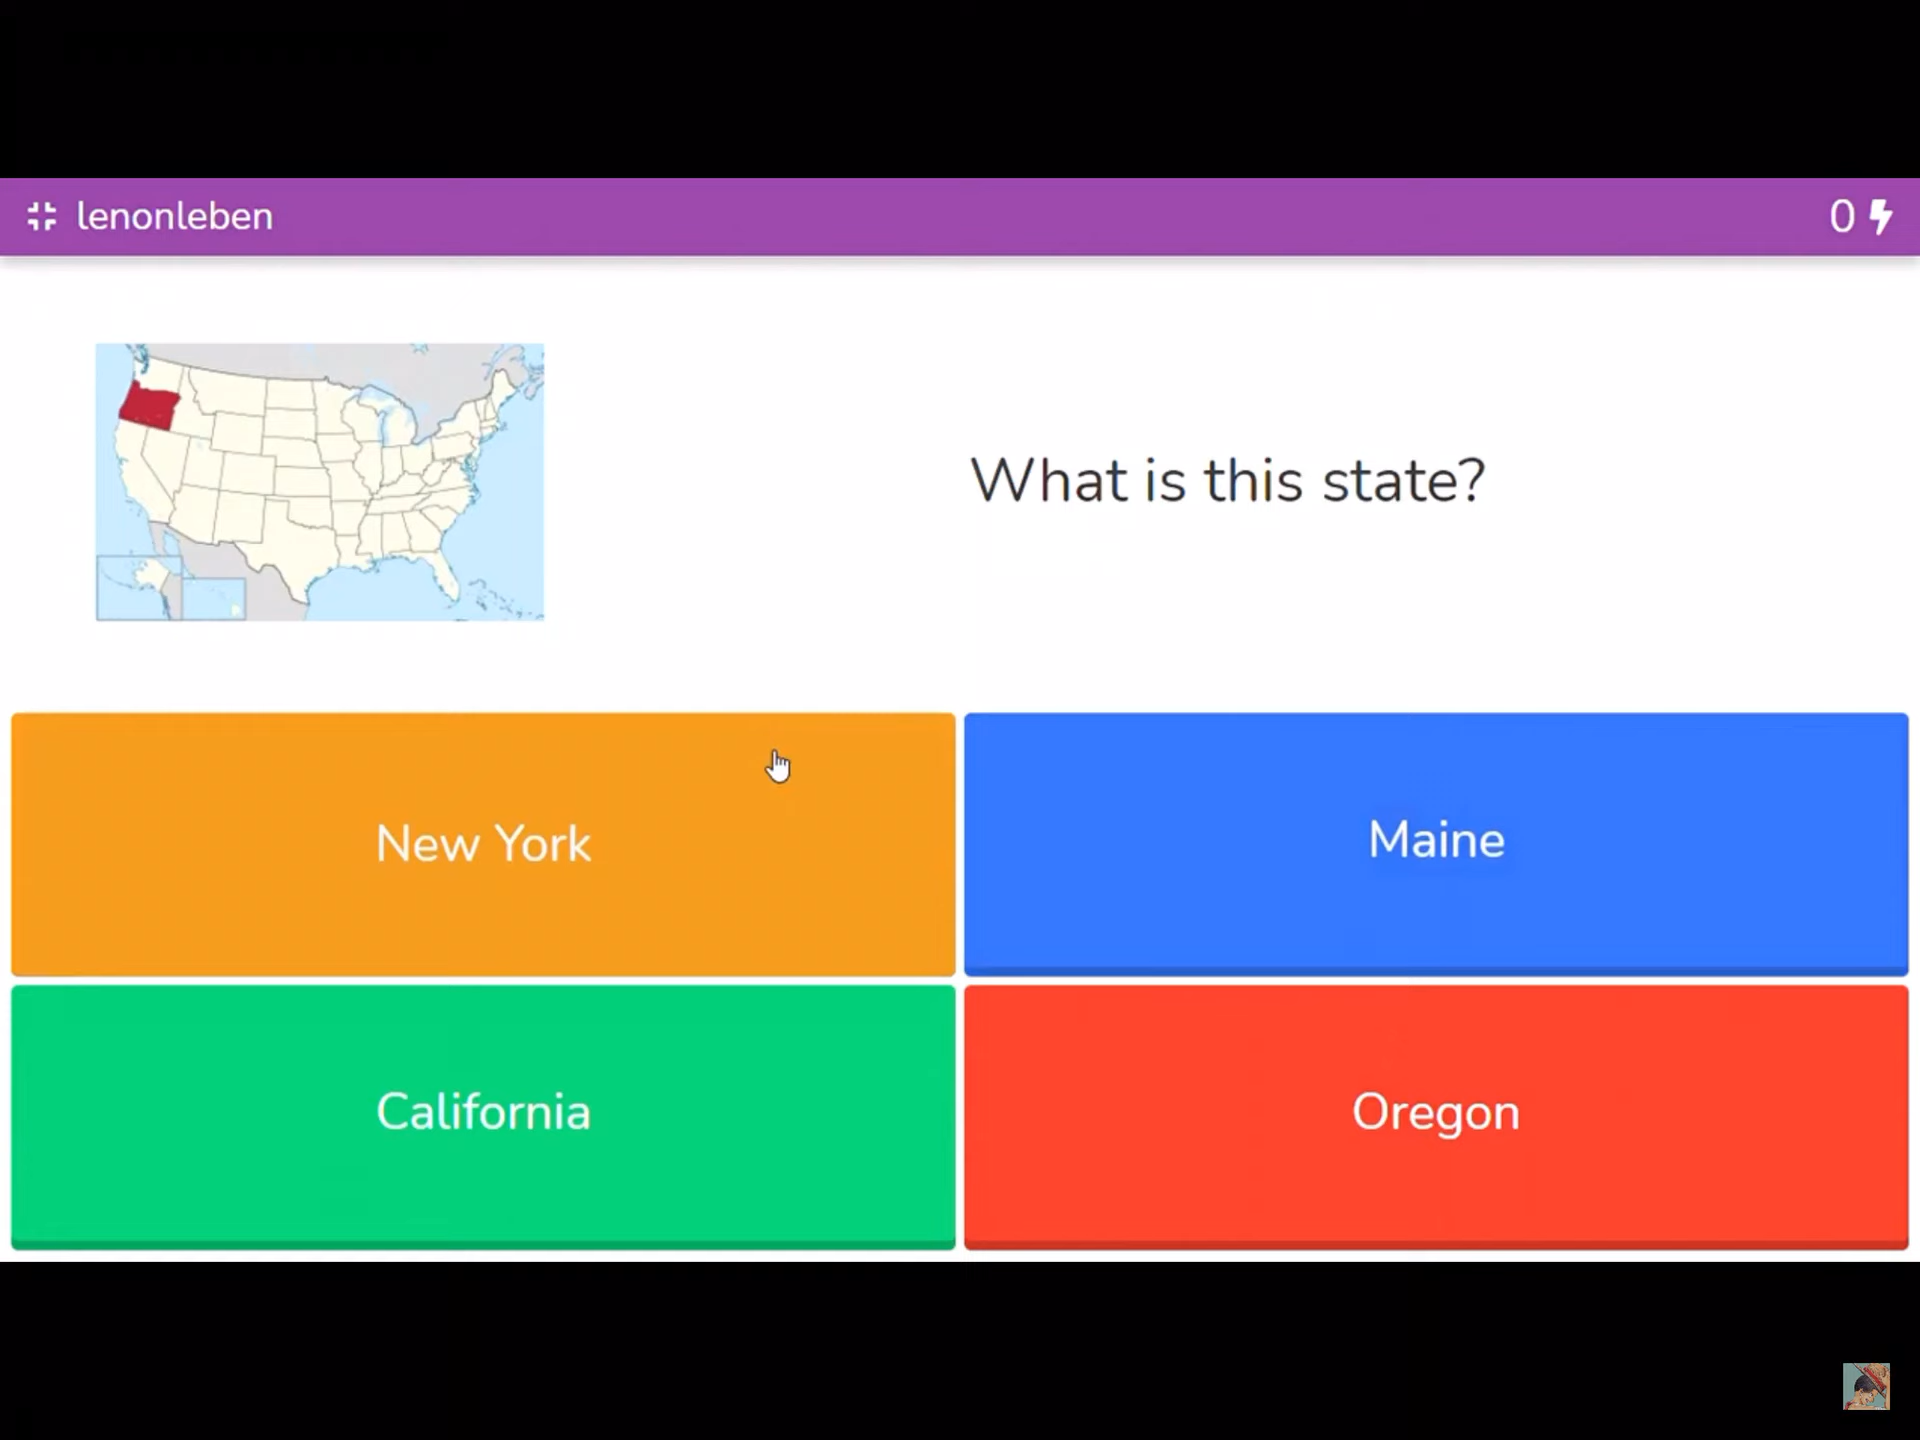 lenonleben
0
What is this state?
New York
Maine
California
Oregon